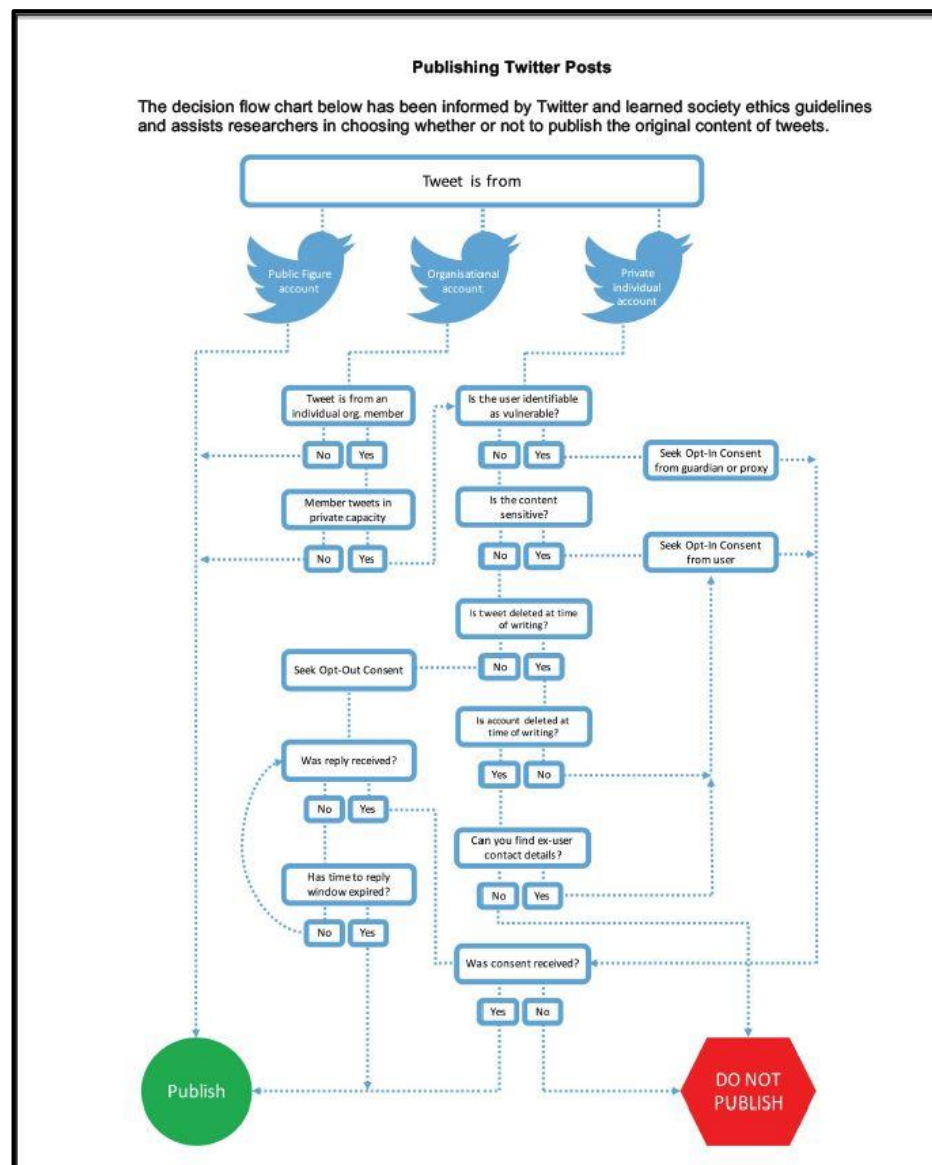 Publishing Twitter Posts
The decision flow chart below has been informed by Twitter and learned society ethics guidelines
and assists researchers in choosing whether or not to publish the original content of tweets.
Tweet is from
Public Figure
account
Organisational
account
Private
individual
account
Tweet is from an
individual org. member
No
Yes
Member tweets in
private capacity
No
Yes
Is the user identifiable
as vulnerable?
No
Yes
Seek Opt-In Consent
from guardian or proxy
Is the content
sensitive?
No
Yes
Seek Opt-In Consent
from user
Is tweet deleted at time
of writing?
No
Yes
Seek Opt-Out Consent
Is account deleted at
time of writing?
Yes
No
Was reply received?
No
Yes
Can you find ex-user
contact details?
No
Yes
Has time to reply
window expired?
No
Yes
Was consent received?
Yes
No
Publish
DO NOT
PUBLISH